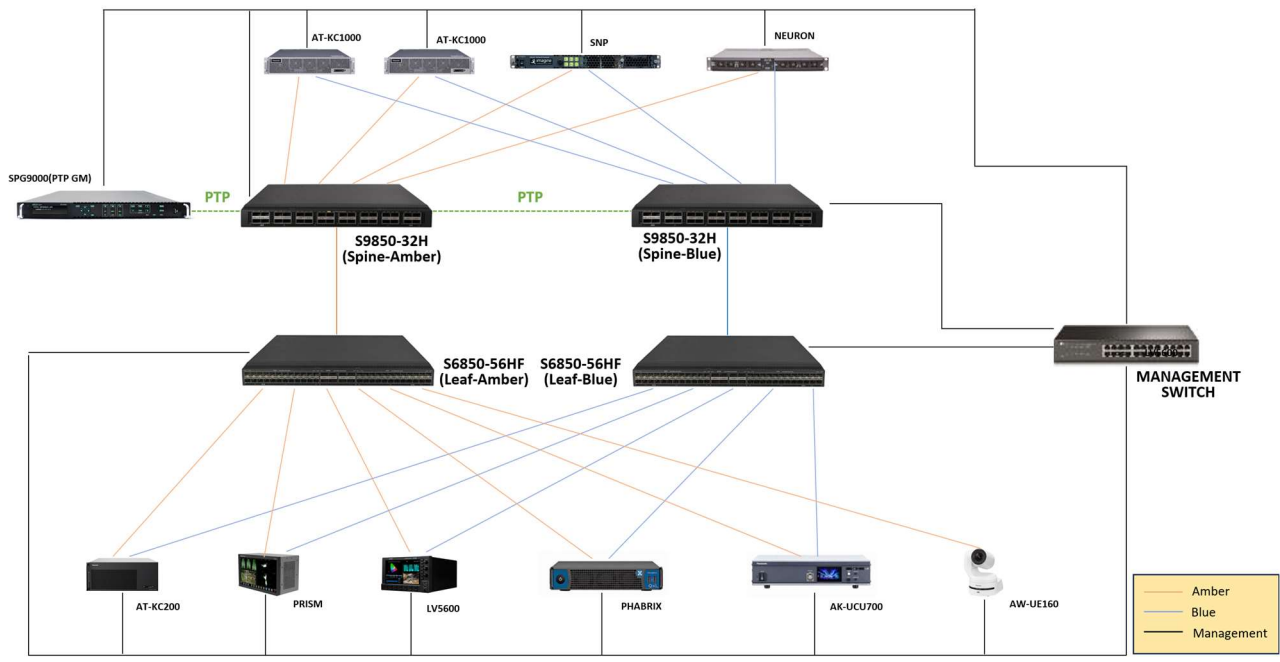 AT-KC1000
AT-KC1000
SNP
NEURON
SPG9000(PTP GM)
PTP
PTP
S9850-32H
(Spine-Amber)
S9850-32H
(Spine-Blue)
S6850-56HF
(Leaf-Amber)
S6850-56HF
(Leaf-Blue)
MANAGEMENT
SWITCH
AT-KC200
PRISM
LV5600
PHABRIX
AK-UCU700
AW-UE160
Amber
Blue
Management